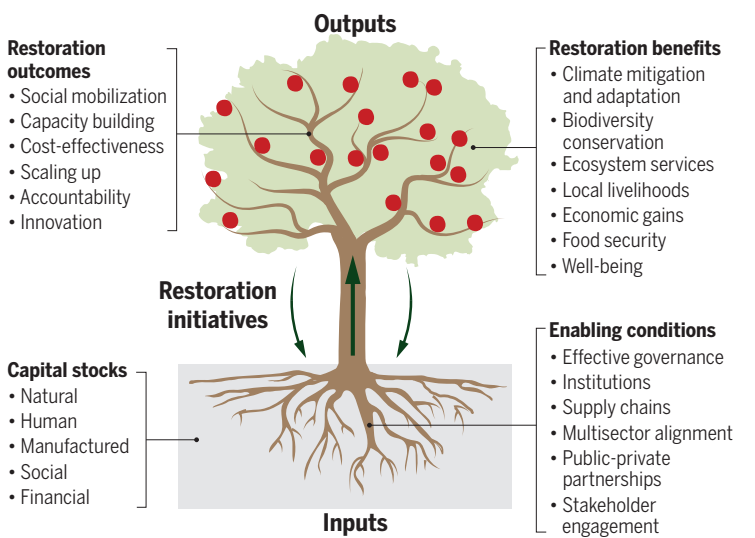 Outputs
Restoration
outcomes
• Social mobilization
• Capacity building
• Cost-effectiveness
• Scaling up
• Accountability
• Innovation
Restoration benefits
• Climate mitigation
and adaptation
• Biodiversity
conservation
• Ecosystem services
• Local livelihoods
• Economic gains
• Food security
• Well-being
Restoration
initiatives
Capital stocks
• Natural
• Human
• Manufactured
• Social
• Financial
Enabling conditions
• Effective governance
• Institutions
• Supply chains
• Multisector alignment
• Public-private
partnerships
• Stakeholder
engagement
Inputs